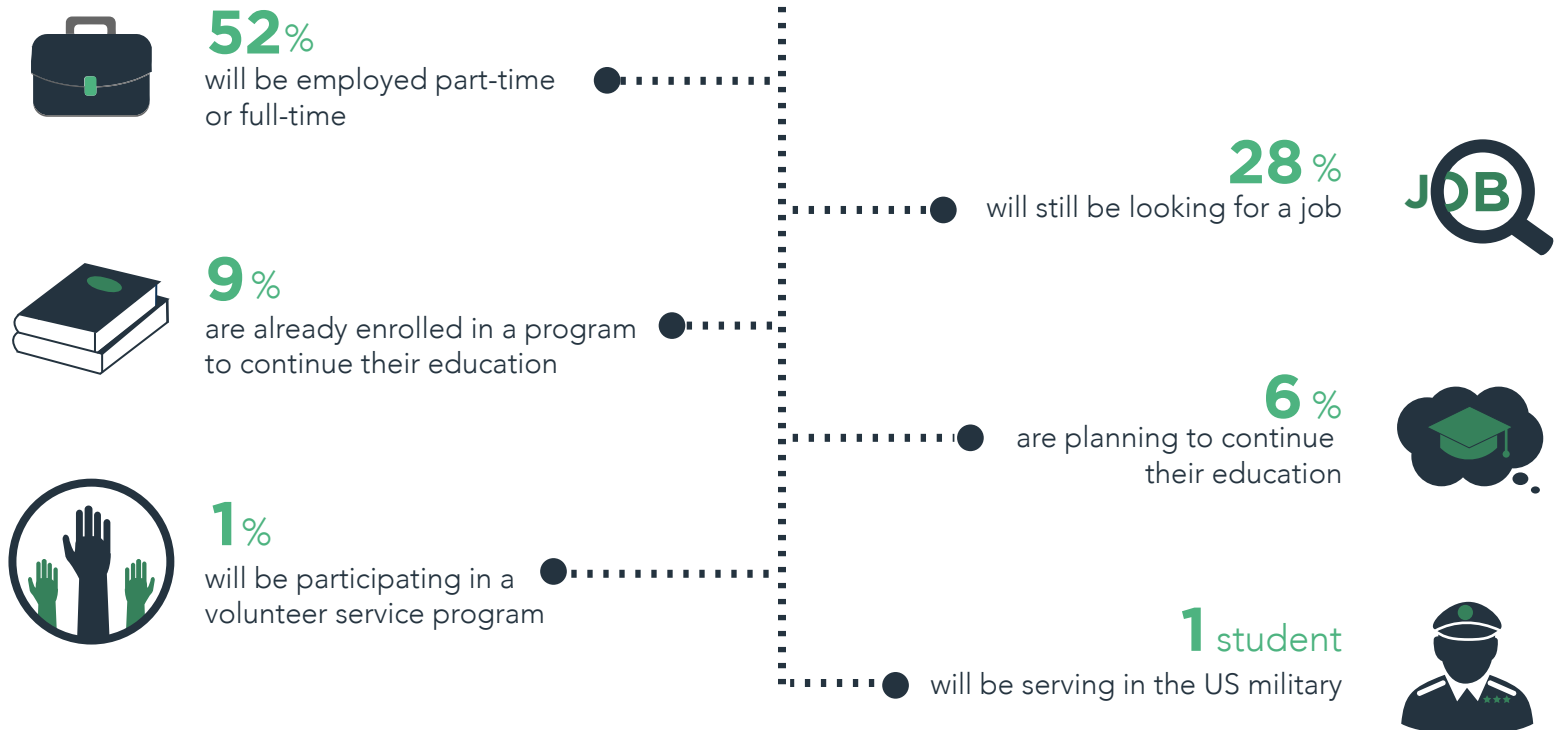 52%
will be employed part-time
or full-time
28 %
will still be looking for a job
JOB
9 %
are already enrolled in a program
to continue their education
6 %
are planning to continue
their education
1 %
will be participating in a
volunteer service program
1 student
will be serving in the US military